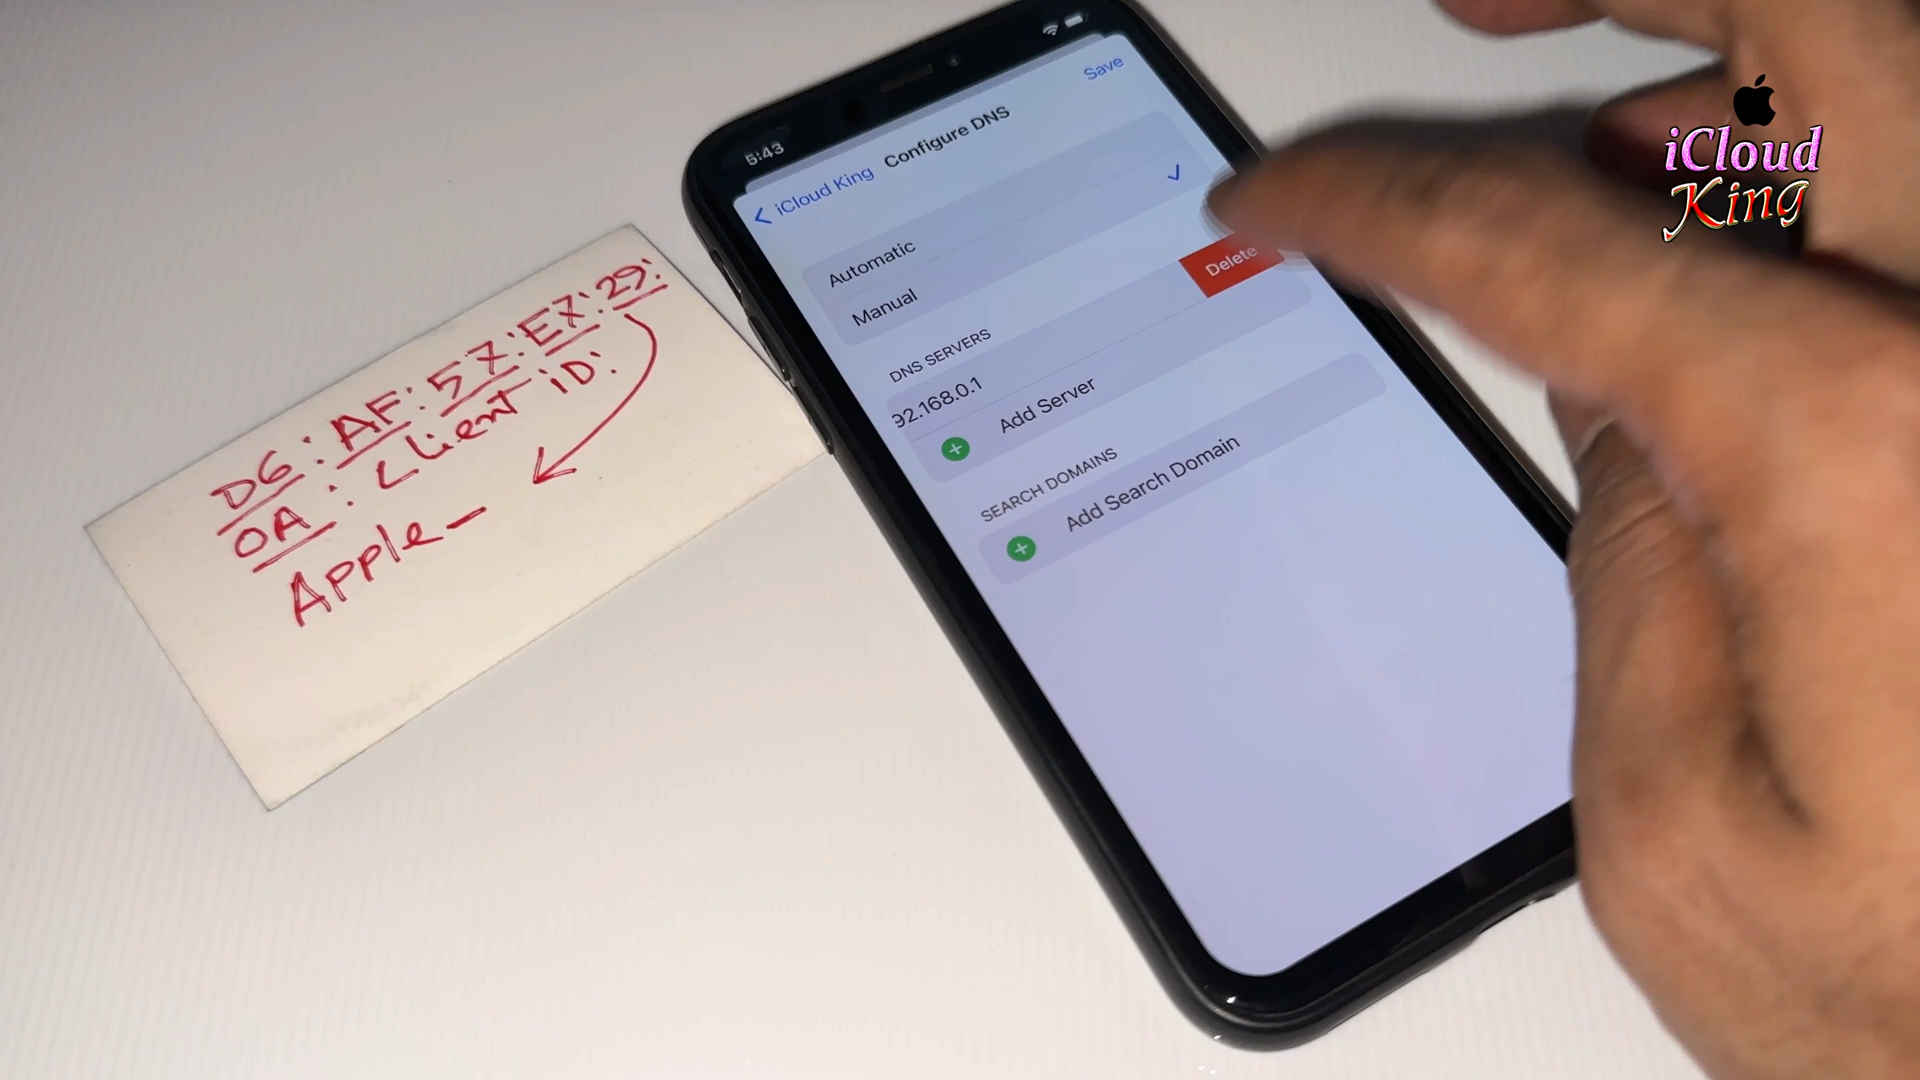 5:43
Save
iCloud King
Configure DNS
Automatic
Manual
DNS SERVERS
92.168.0.1
Delete
Add Server
SEARCH DOMAINS
Add Search Domain
D6:AF:57:E7:29:
0A:Client iD:
Apple-
iCloud
King